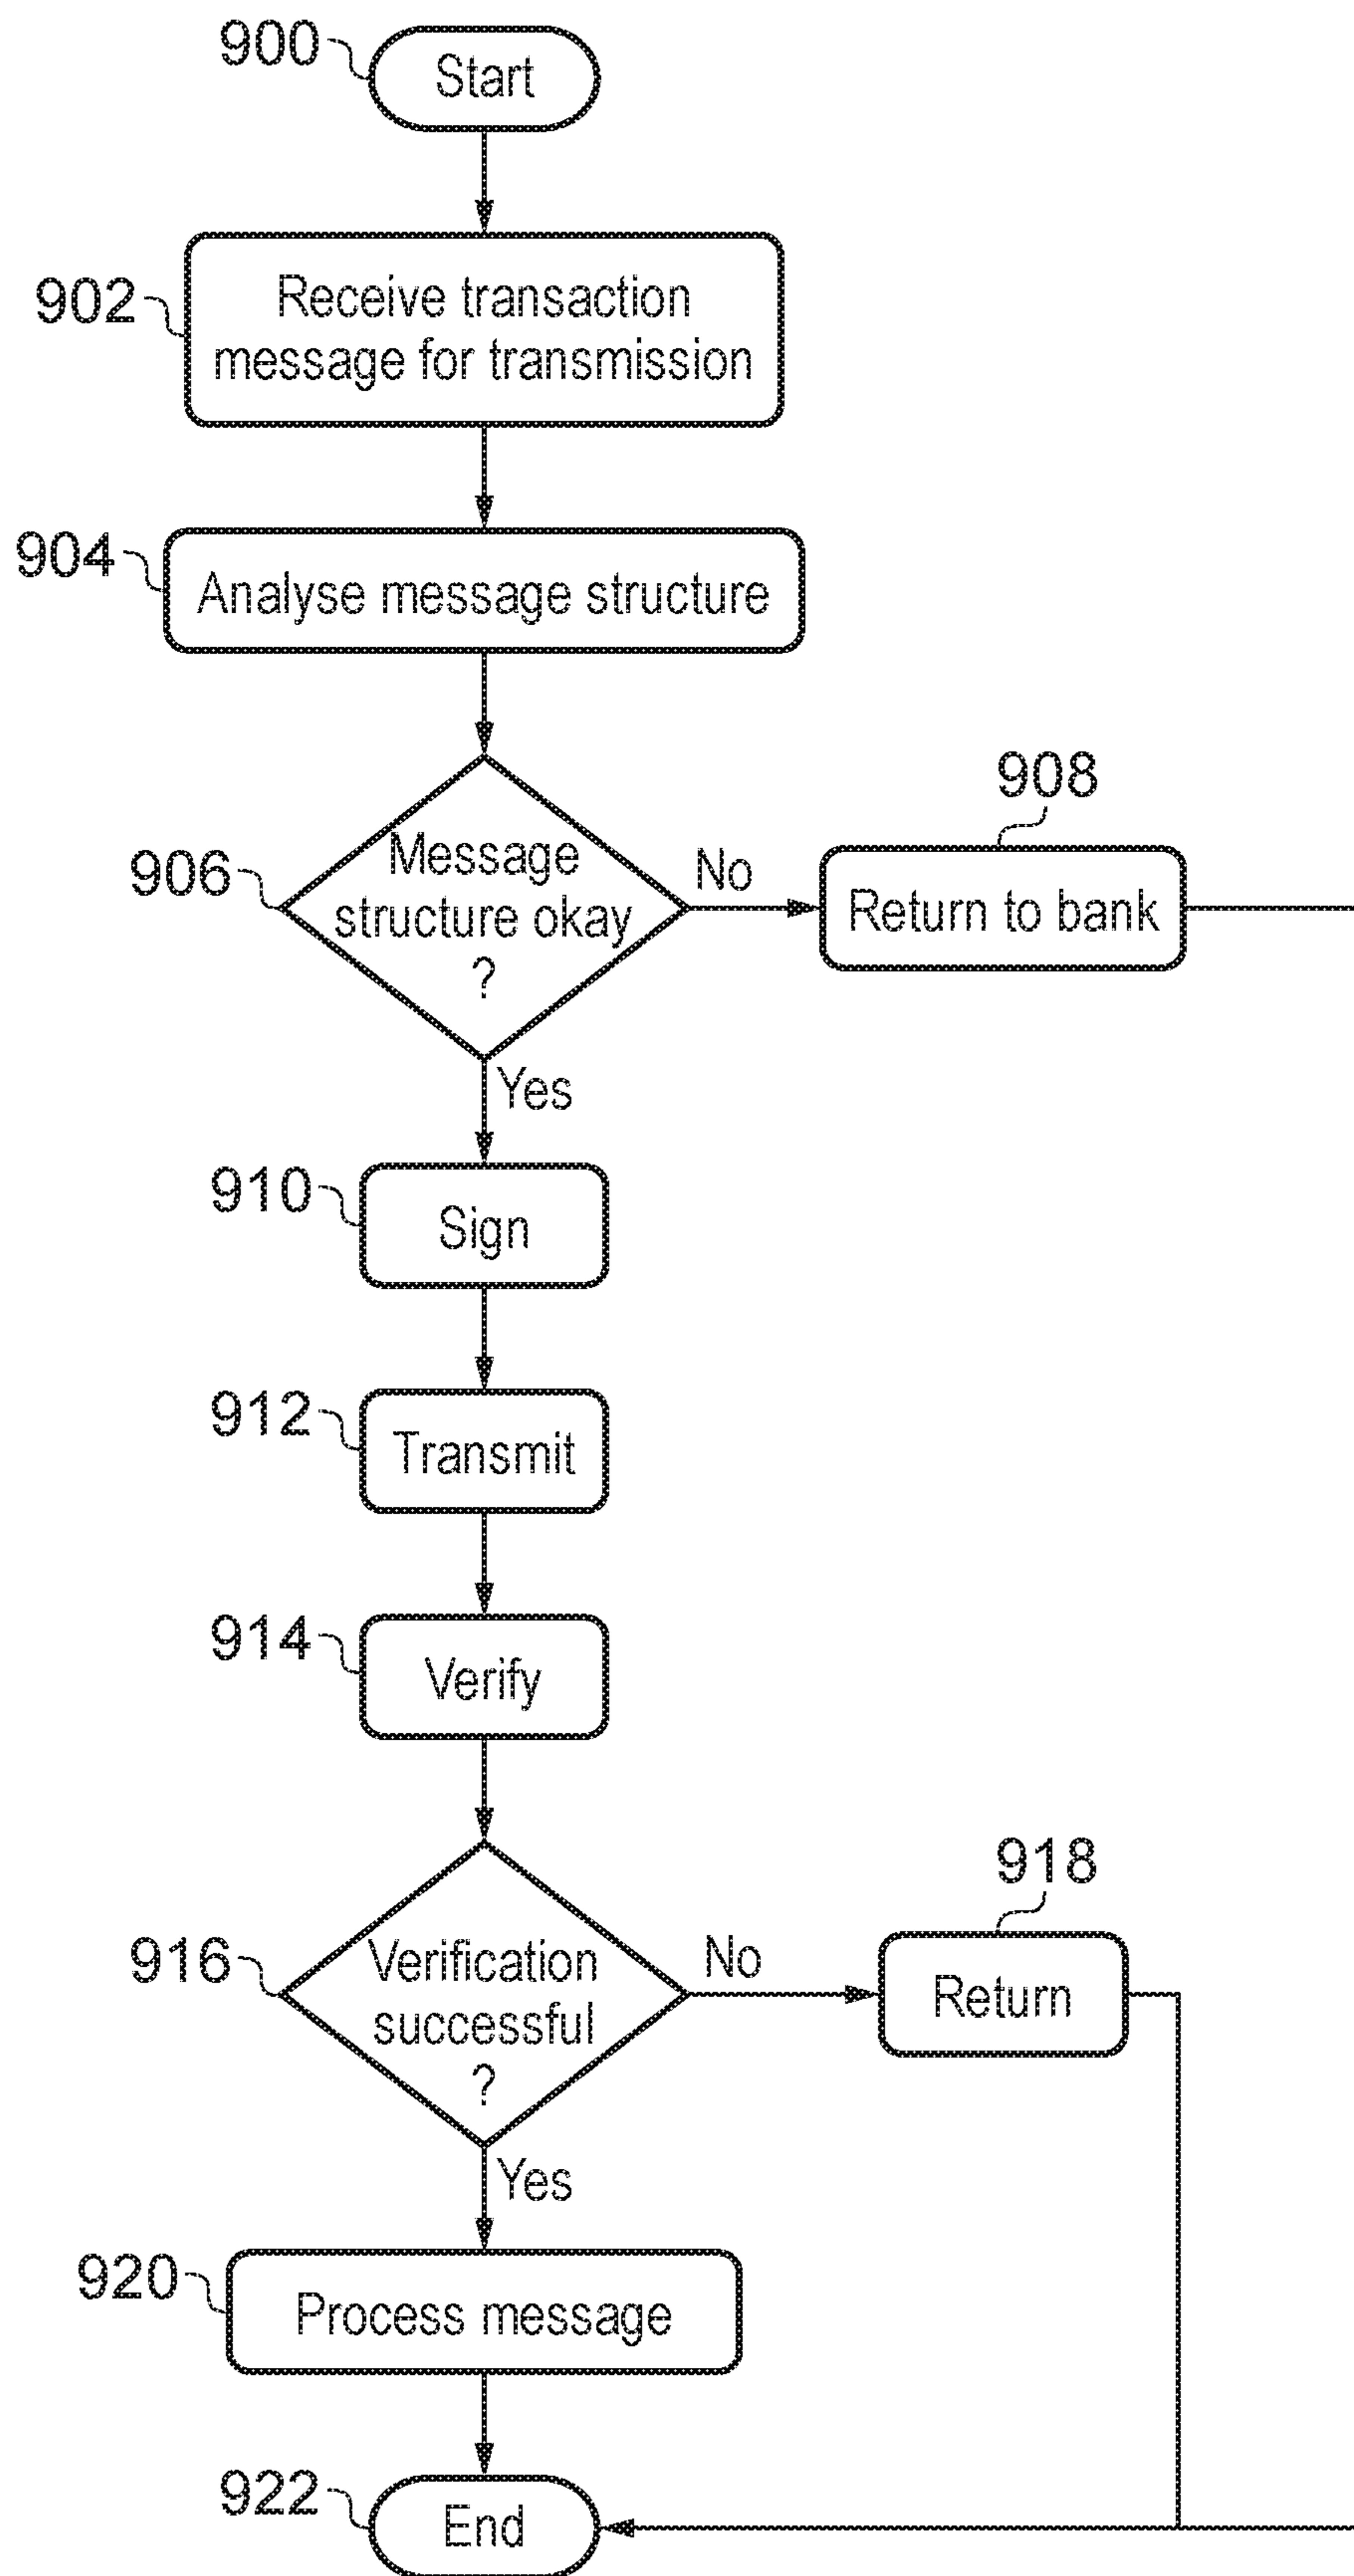 900
Start
902
Receive transaction
message for transmission
904
Analyse message structure
906
Message
structure okay
?
No
908
Return to bank
Yes
910
Sign
912
Transmit
914
Verify
916
Verification
successful
?
No
918
Return
Yes
920
Process message
922
End